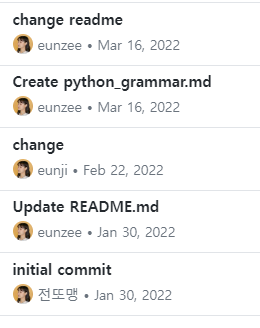 change readme
eunzee • Mar 16, 2022
Create python_grammar.md
eunzee • Mar 16, 2022
change
eunji • Feb 22, 2022
Update README.md
eunzee • Jan 30, 2022
initial commit
전또맹 • Jan 30, 2022